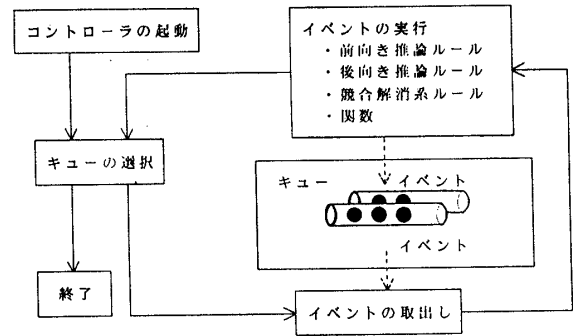 コントローラの起動
イベントの実行
・前向き推論ルール
・後向き推論ルール
・競合解消系ルール
・関数
キューの選択
キュー
イベント
イベント
終了
イベントの取出し